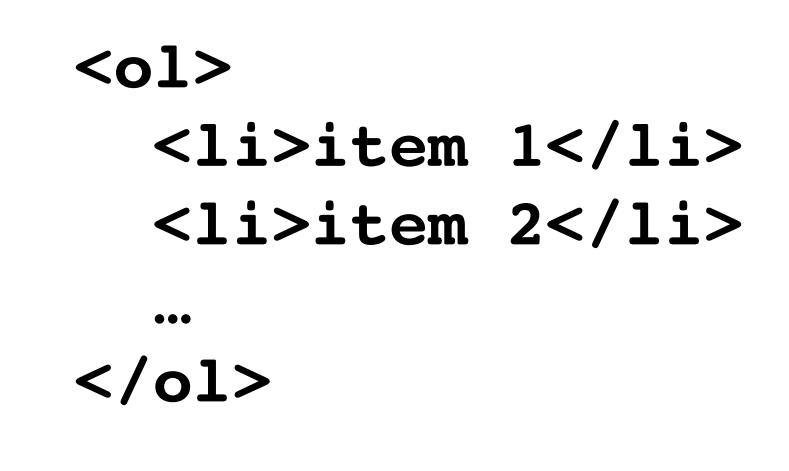 <ol>
<li>item 1</li>
<li>item 2</li>
…
</ol>